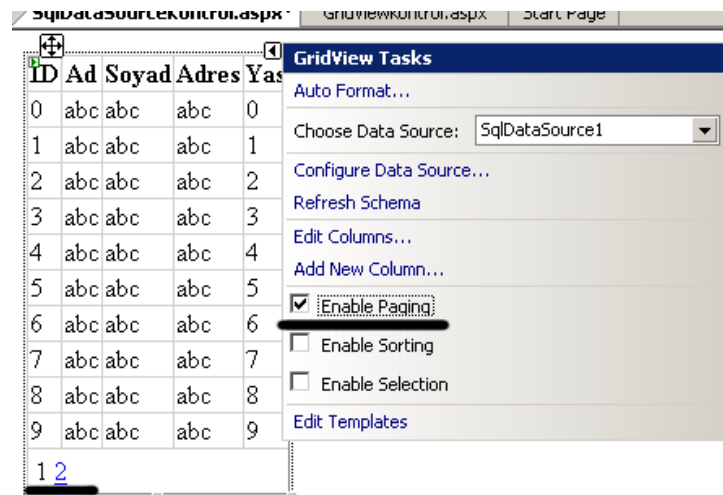 SqlDataSourceKontrol.aspx* GridViewKontrol.aspx Start Page
ID Ad Soyad Adres Yas
0 abc abc abc 0
1 abc abc abc 1
2 abc abc abc 2
3 abc abc abc 3
4 abc abc abc 4
5 abc abc abc 5
6 abc abc abc 6
7 abc abc abc 7
8 abc abc abc 8
9 abc abc abc 9
1 2
GridView Tasks
Auto Format...
Choose Data Source: SqlDataSource1
Configure Data Source...
Refresh Schema
Edit Columns...
Add New Column...
Enable Paging
Enable Sorting
Enable Selection
Edit Templates